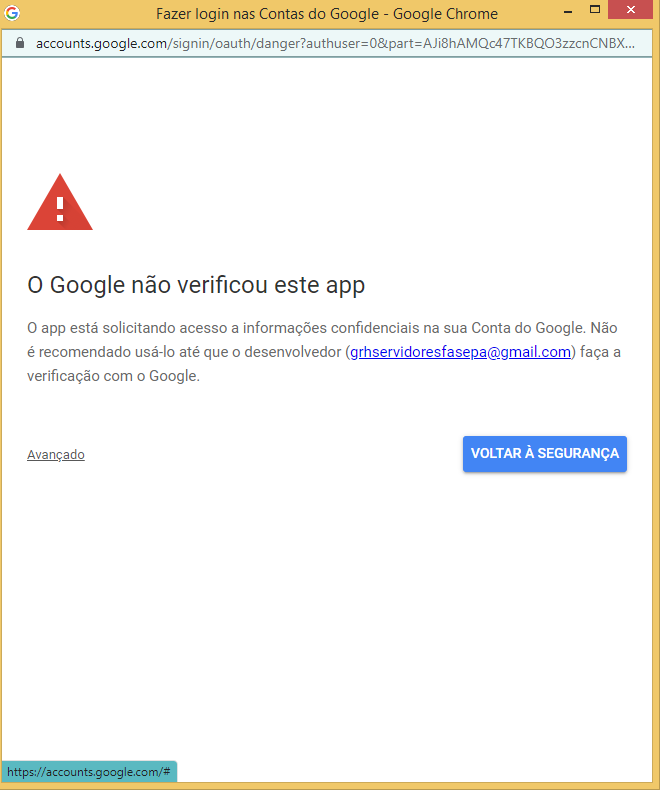 Fazer login nas Contas do Google - Google Chrome
accounts.google.com/signin/oauth/danger?authuser=0&part=AJi8hAMQc47TKBQO3zzcnCNBX...
O Google não verificou este app
O app está solicitando acesso a informações confidenciais na sua Conta do Google. Não
é recomendado usá-lo até que o desenvolvedor (grhservidoresfasepa@gmail.com) faça a
verificação com o Google.
Avançado
VOLTAR À SEGURANÇA
https://accounts.google.com/#